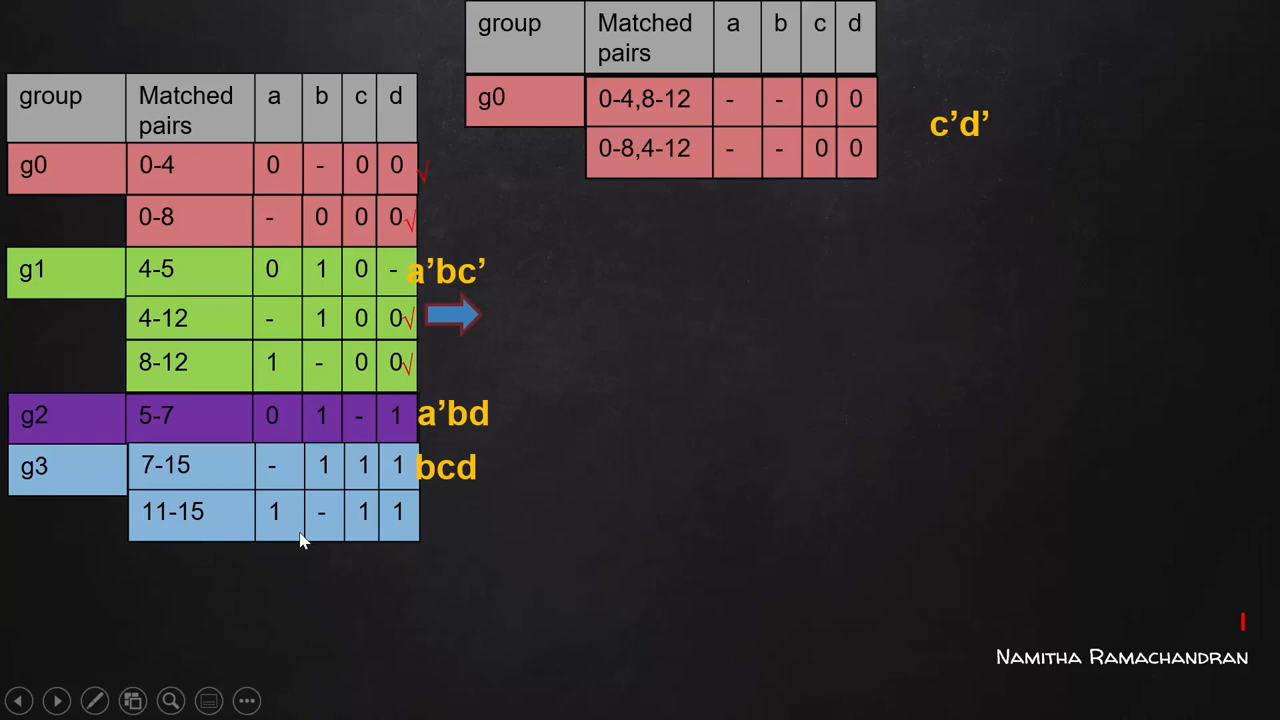 group Matched pairs a b c d
g0 0-4,8-12 - - 0 0
0-8,4-12 - - 0 0
c’d’
group Matched pairs a b c d
g0 0-4 0 - 0 0 √
0-8 - 0 0 0 √
g1 4-5 0 1 0 - a’bc’
4-12 - 1 0 0 √
8-12 1 - 0 0 √
g2 5-7 0 1 - 1 a’bd
g3 7-15 - 1 1 1 bcd
11-15 1 - 1 1
Namitha Ramachandran